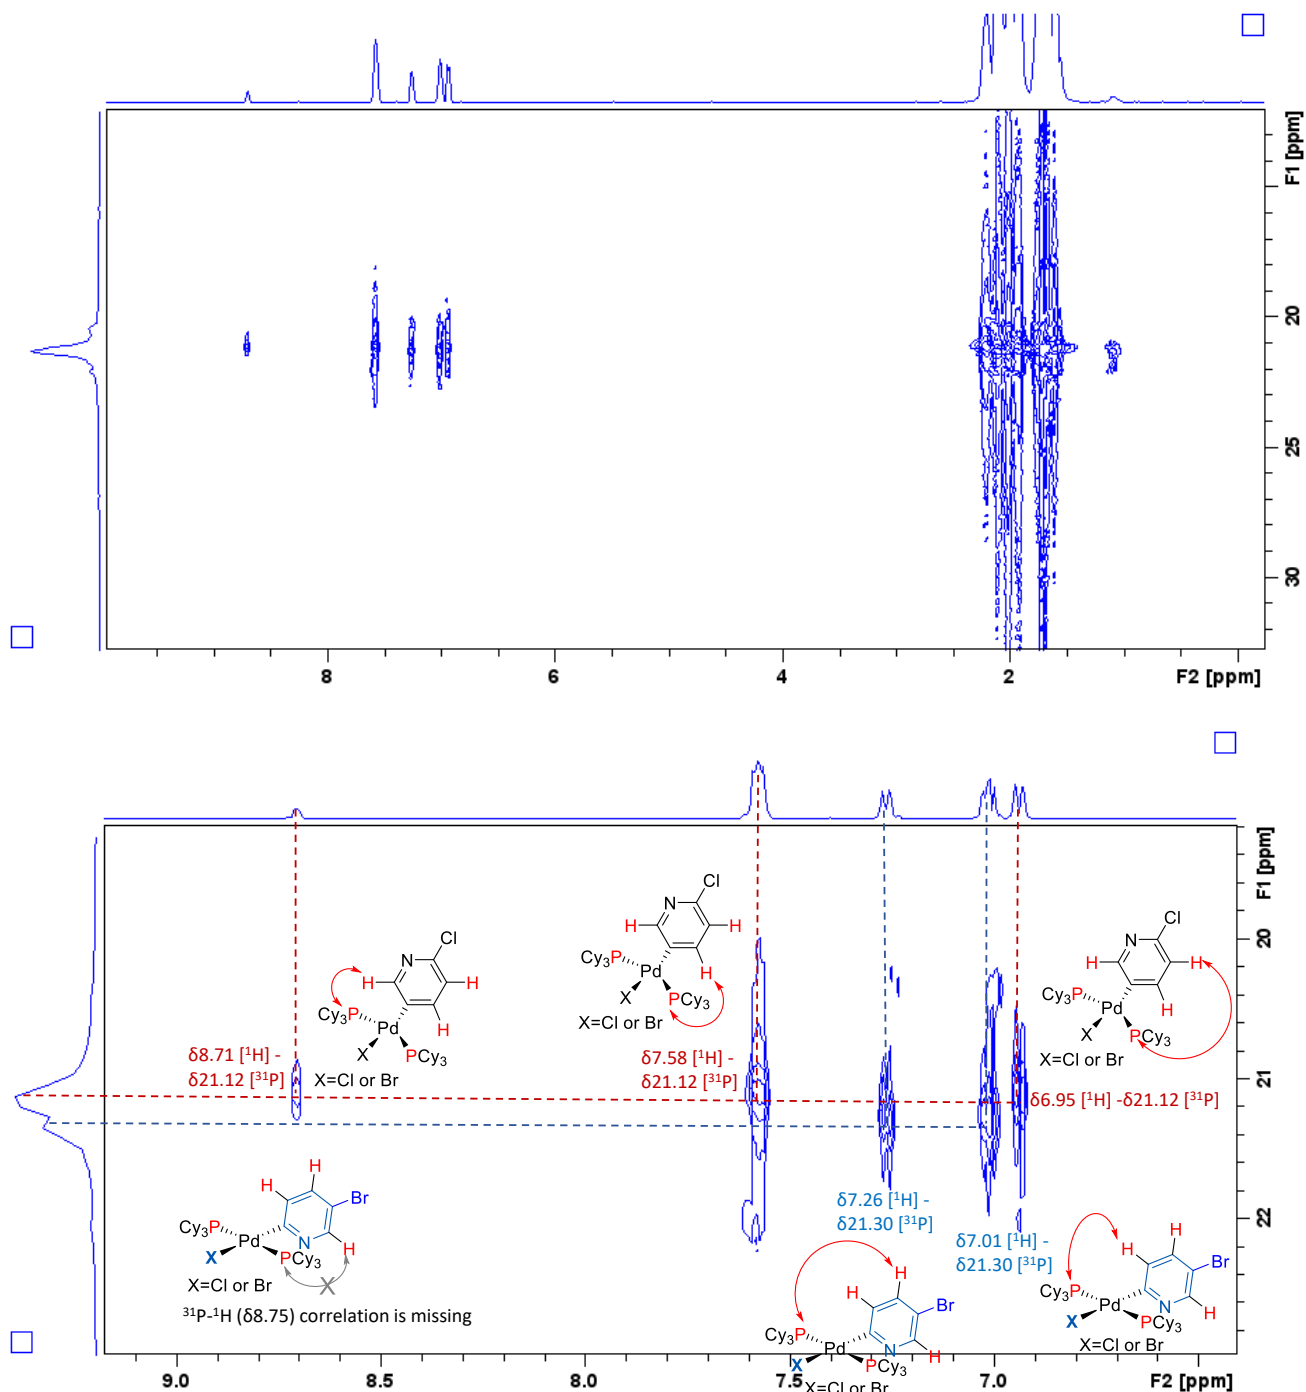 F1 [ppm]
20
25
30
8
6
4
2
F2 [ppm]
F1 [ppm]
20
21
22
Cl
N
H
H
H
Cy3P
Pd
X
PCy3
X=Cl or Br
δ8.71 [1H] -
δ21.12 [31P]
Cl
N
H
H
H
Cy3P
Pd
X
PCy3
X=Cl or Br
δ7.58 [1H] -
δ21.12 [31P]
Cl
N
H
H
H
Cy3P
Pd
X
PCy3
X=Cl or Br
δ6.95 [1H] -δ21.12 [31P]
H
H
Br
Cy3P
Pd
N
H
X
PCy3
X
X=Cl or Br
31P-1H (δ8.75) correlation is missing
δ7.26 [1H] -
δ21.30 [31P]
H
H
Br
Cy3P
Pd
N
H
X
PCy3
X=Cl or Br
δ7.01 [1H] -
δ21.30 [31P]
H
H
Br
Cy3P
Pd
N
H
X
PCy3
X=Cl or Br
9.0
8.5
8.0
7.5
7.0
F2 [ppm]